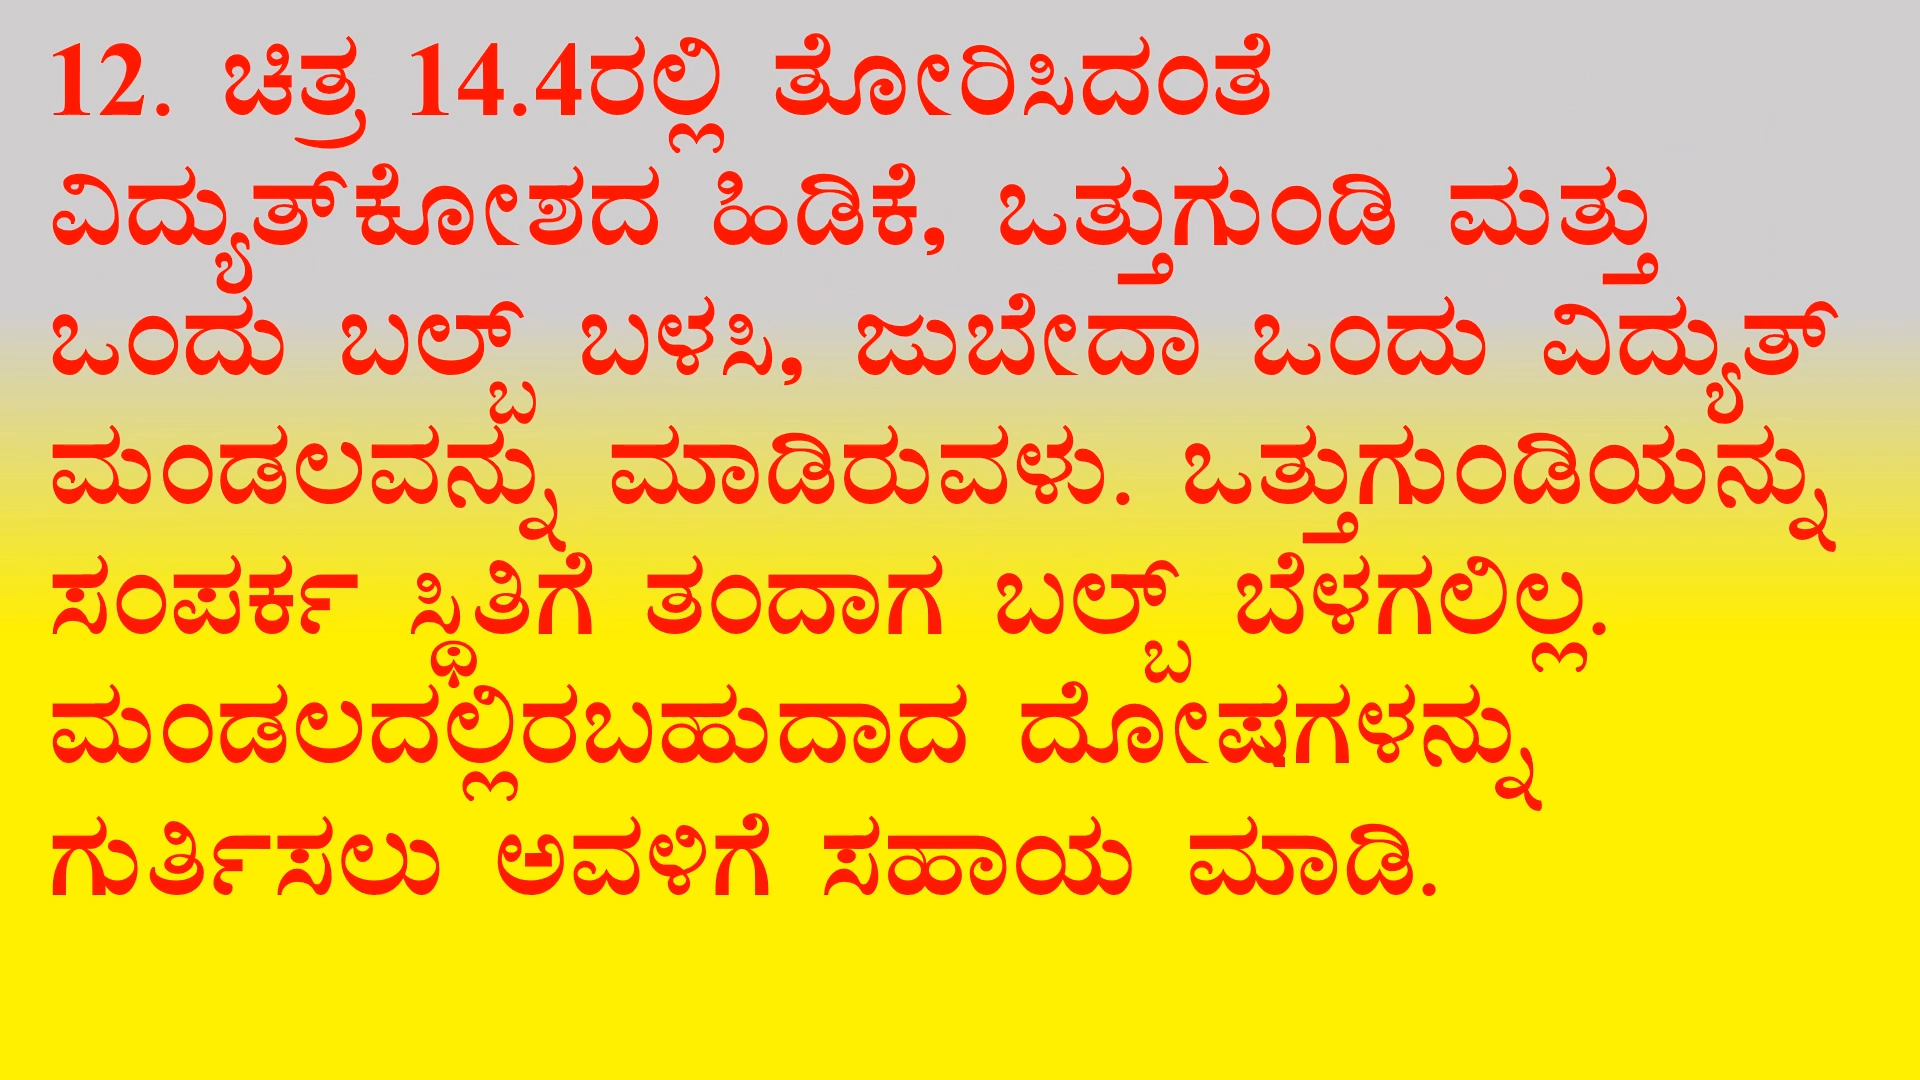 12. ಚಿತ್ರ 14.4ರಲ್ಲಿ ತೋರಿಸಿದಂತೆ
ವಿದ್ಯುತ್‌ಕೋಶದ ಹಿಡಿಕೆ, ಒತ್ತುಗುಂಡಿ ಮತ್ತು
ಒಂದು ಬಲ್ಬ್ ಬಳಸಿ, ಜುಬೇದಾ ಒಂದು ವಿದ್ಯುತ್
ಮಂಡಲವನ್ನು ಮಾಡಿರುವಳು. ಒತ್ತುಗುಂಡಿಯನ್ನು
ಸಂಪರ್ಕ ಸ್ಥಿತಿಗೆ ತಂದಾಗ ಬಲ್ಬ್ ಬೆಳಗಲಿಲ್ಲ.
ಮಂಡಲದಲ್ಲಿರಬಹುದಾದ ದೋಷಗಳನ್ನು
ಗುರ್ತಿಸಲು ಅವಳಿಗೆ ಸಹಾಯ ಮಾಡಿ.